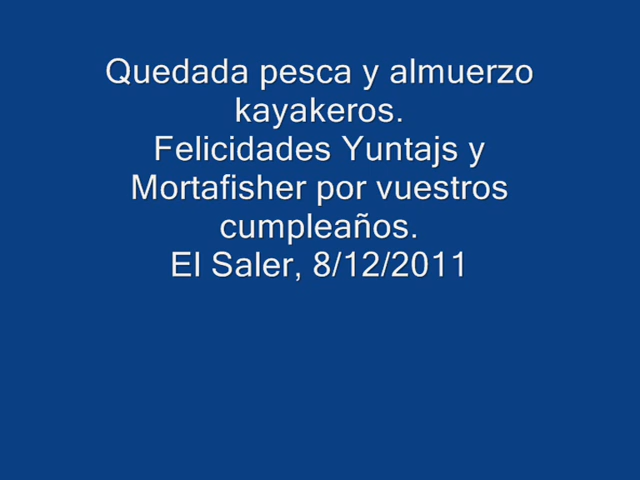 Quedada pesca y almuerzo
kayakeros.
Felicidades Yuntajs y
Mortafisher por vuestros
cumpleaños.
El Saler, 8/12/2011